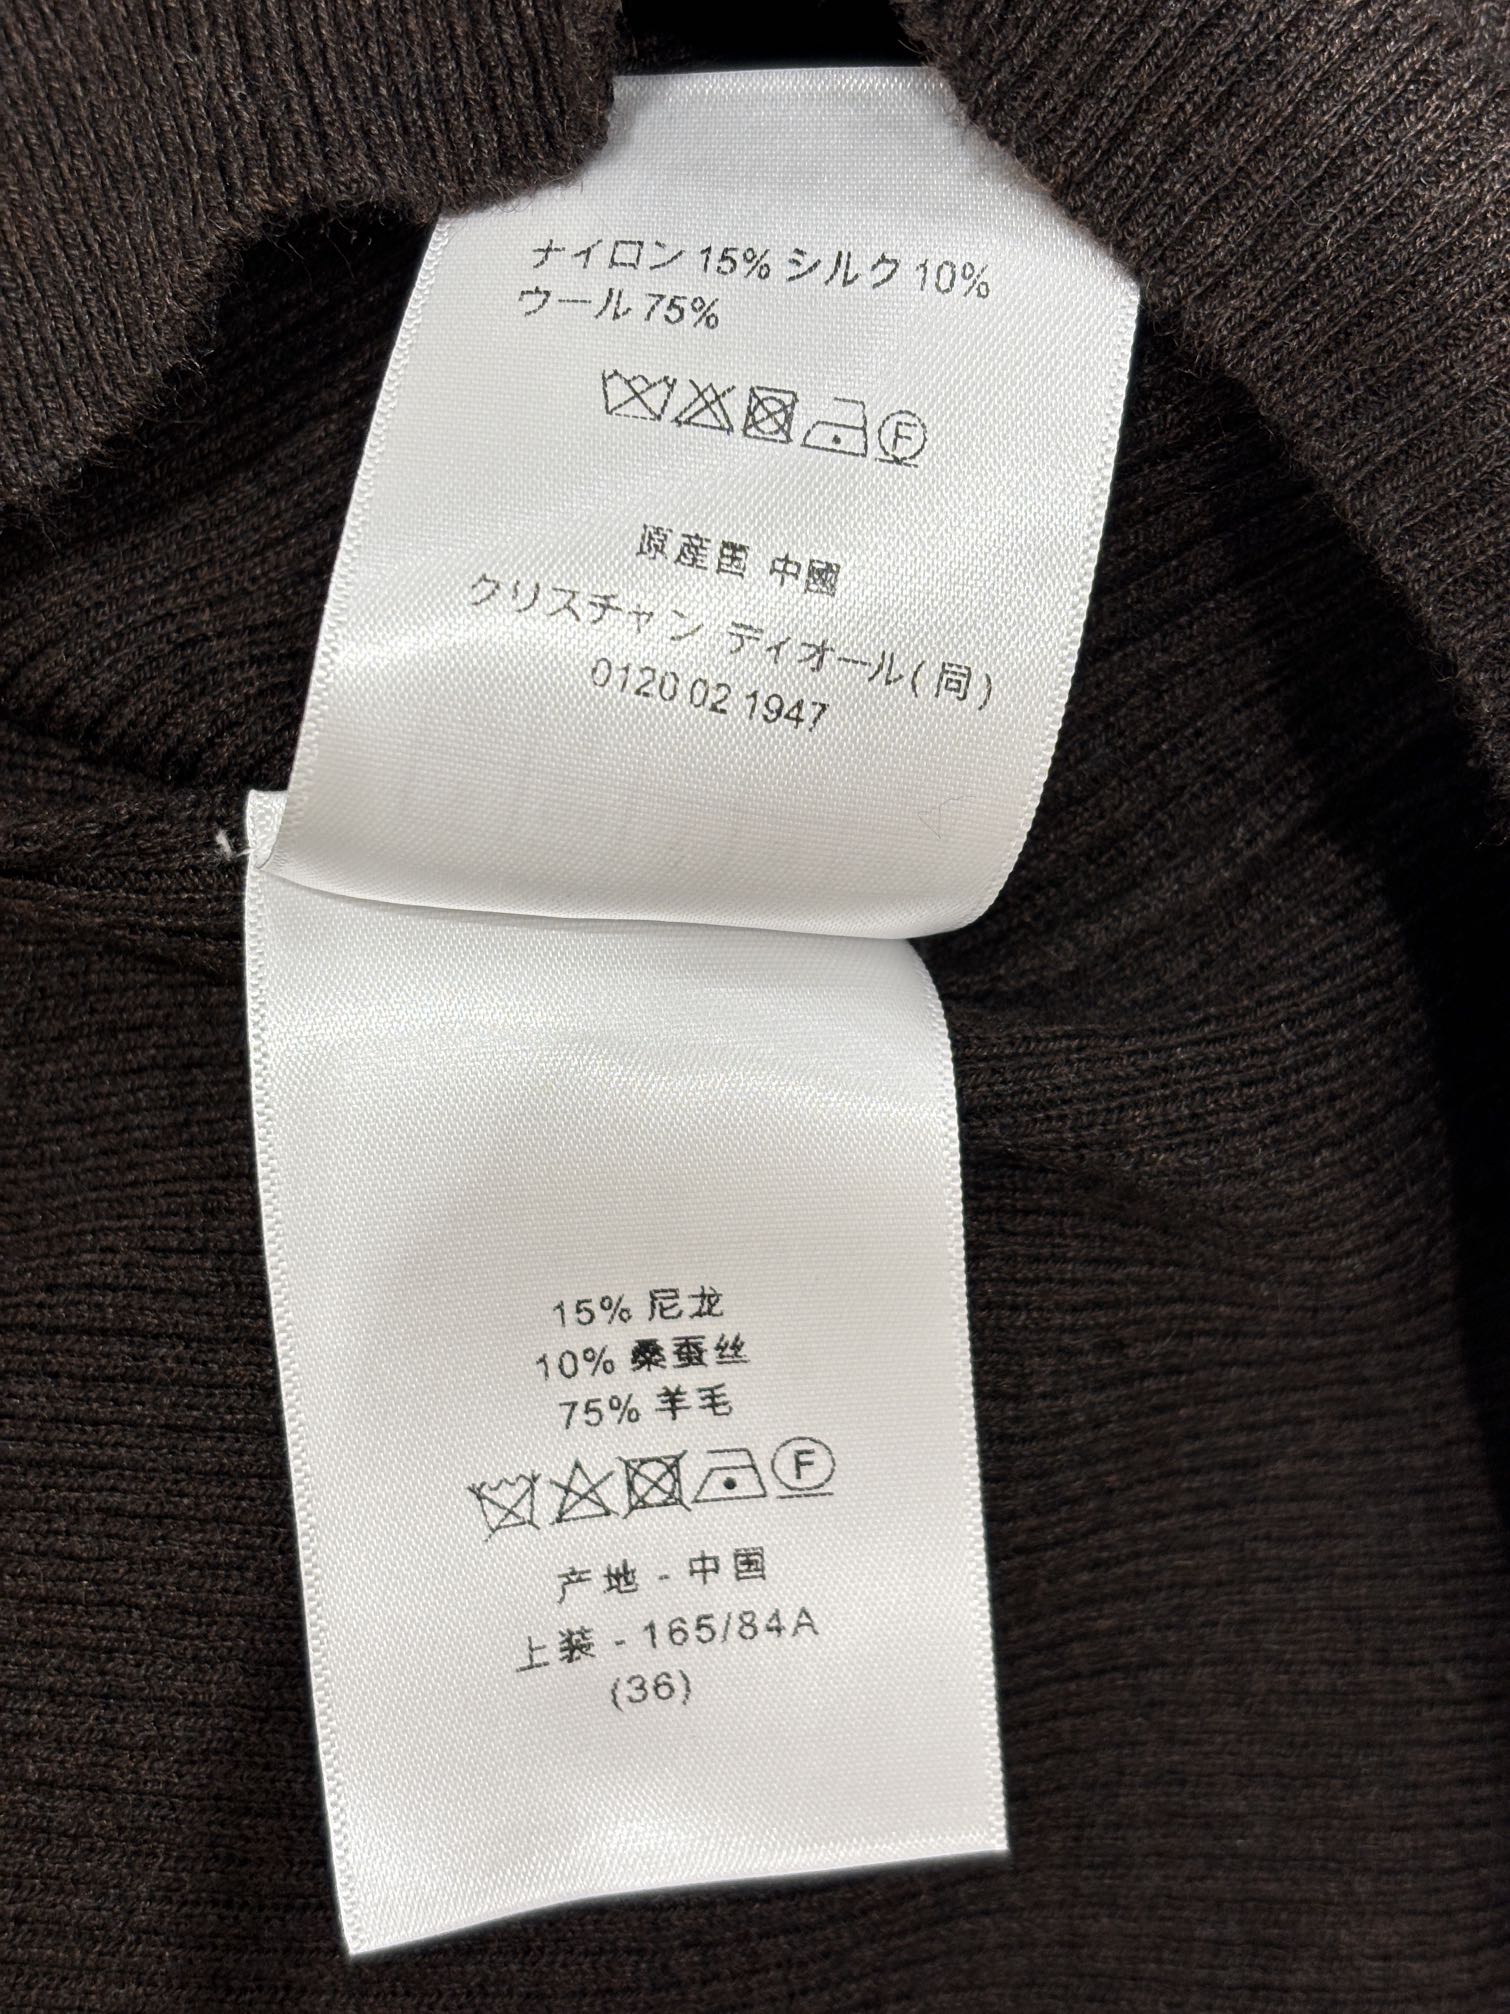 ナイロン 15% シルク 10%
ウール 75%
F
原産国 中國
クリスチャン ディオール(同)
0120 02 1947
15% 尼龙
10% 桑蚕丝
75% 羊毛
F
产地 - 中国
上装 - 165/84A
(36)